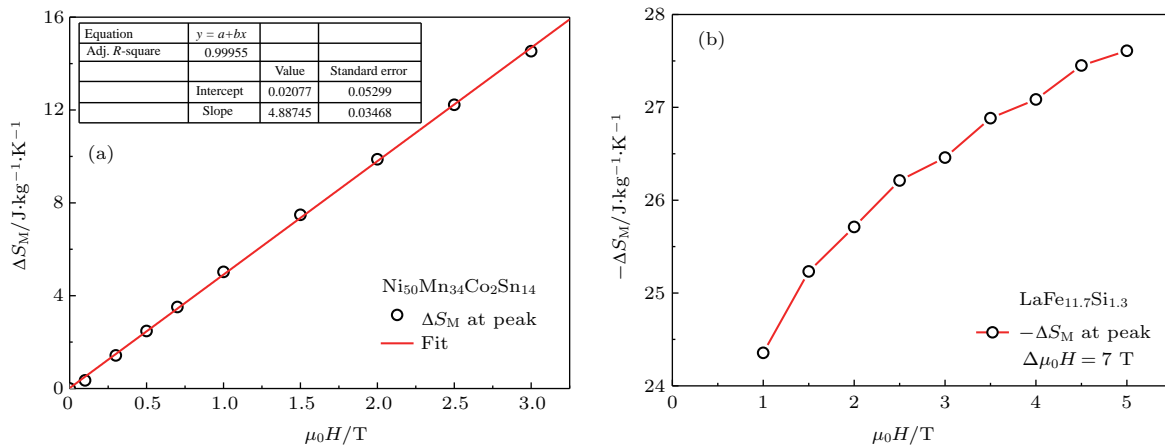 16
12
8
4
0
ΔS_M/J·kg⁻¹·K⁻¹
Equation y = a+bx
Adj. R-square 0.99955
Value Standard error
Intercept 0.02077 0.05299
Slope 4.88745 0.03468
(a)
Ni₅₀Mn₃₄Co₂Sn₁₄
ΔS_M at peak
Fit
0 0.5 1.0 1.5 2.0 2.5 3.0
μ₀H/T
28
27
26
25
24
−ΔS_M/J·kg⁻¹·K⁻¹
(b)
LaFe₁₁.₇Si₁.₃
−ΔS_M at peak
Δμ₀H = 7 T
0 1 2 3 4 5
μ₀H/T